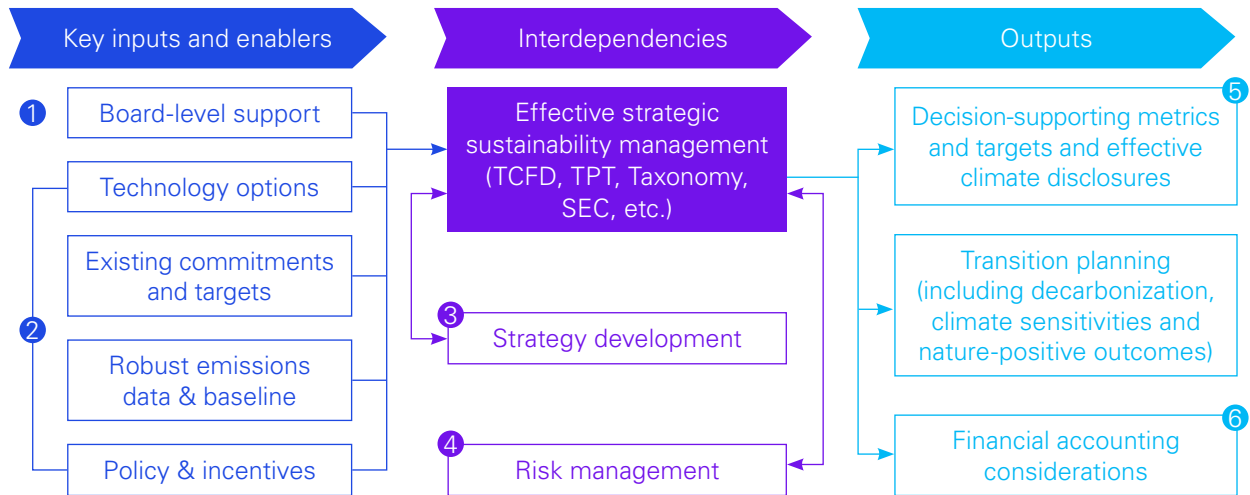 Key inputs and enablers
Interdependencies
Outputs
1
Board-level support
Technology options
Existing commitments
and targets
2
Robust emissions
data & baseline
Policy & incentives
Effective strategic
sustainability management
(TCFD, TPT, Taxonomy,
SEC, etc.)
3
Strategy development
4
Risk management
5
Decision-supporting metrics
and targets and effective
climate disclosures
Transition planning
(including decarbonization,
climate sensitivities and
nature-positive outcomes)
6
Financial accounting
considerations